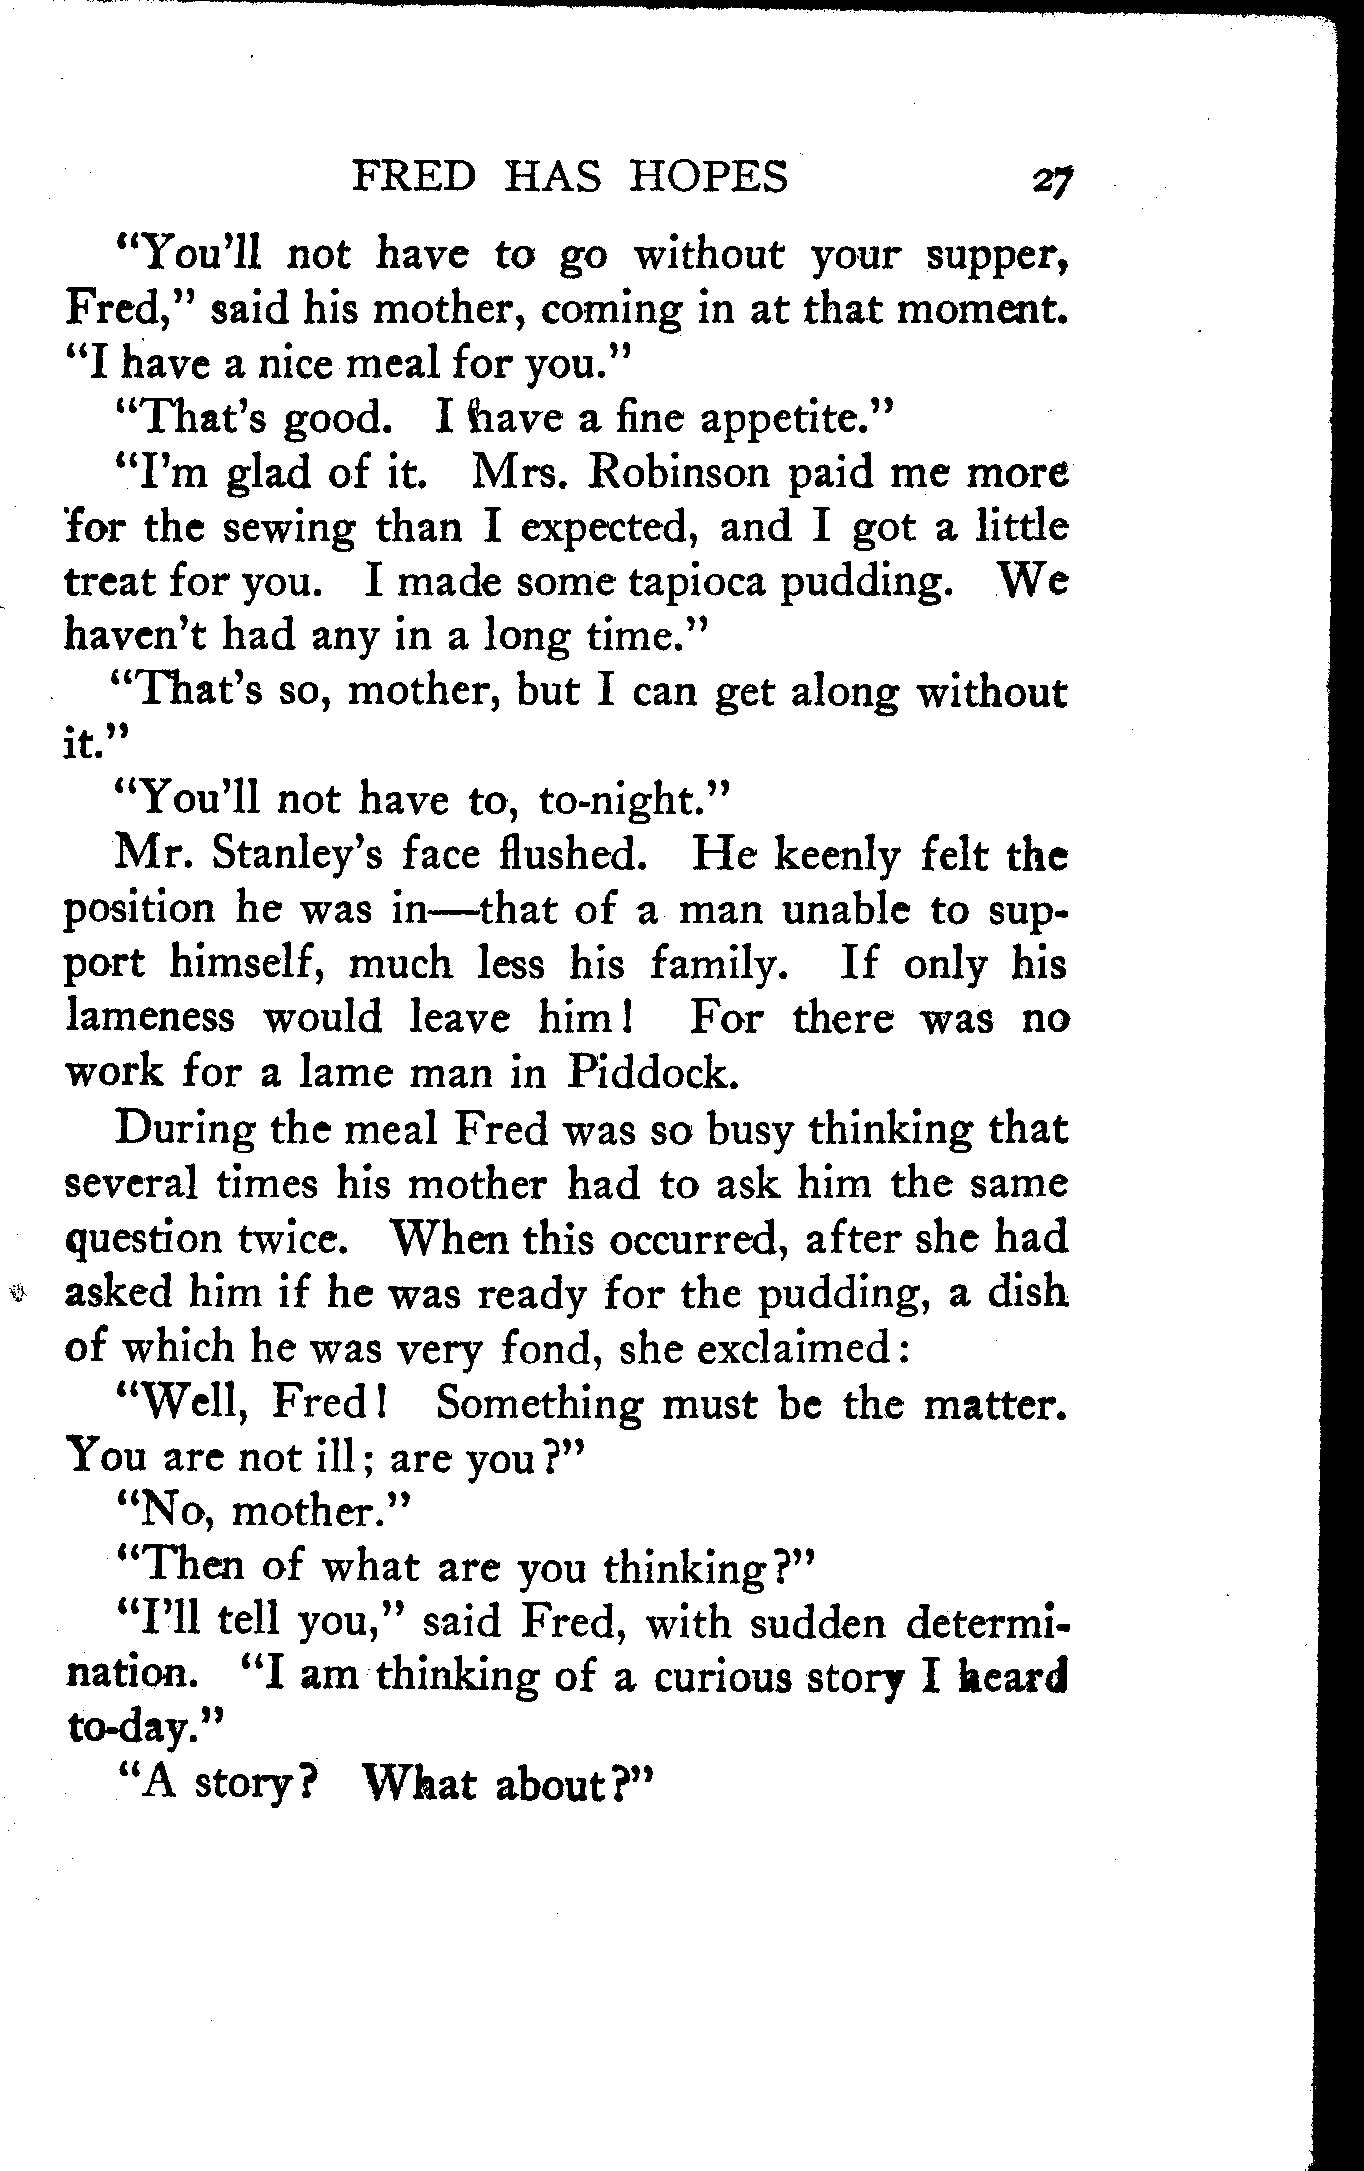 FRED HAS HOPES 27
"You'll not have to go without your supper,
Fred," said his mother, coming in at that moment.
"I have a nice meal for you."
"That's good. I have a fine appetite."
"I'm glad of it. Mrs. Robinson paid me more
for the sewing than I expected, and I got a little
treat for you. I made some tapioca pudding. We
haven't had any in a long time."
"That's so, mother, but I can get along without
it."
"You'll not have to, to-night."
Mr. Stanley's face flushed. He keenly felt the
position he was in—that of a man unable to sup-
port himself, much less his family. If only his
lameness would leave him! For there was no
work for a lame man in Piddock.
During the meal Fred was so busy thinking that
several times his mother had to ask him the same
question twice. When this occurred, after she had
asked him if he was ready for the pudding, a dish
of which he was very fond, she exclaimed:
"Well, Fred! Something must be the matter.
You are not ill; are you?"
"No, mother."
"Then of what are you thinking?"
"I'll tell you," said Fred, with sudden determi-
nation. "I am thinking of a curious story I heard
to-day."
"A story? What about?"